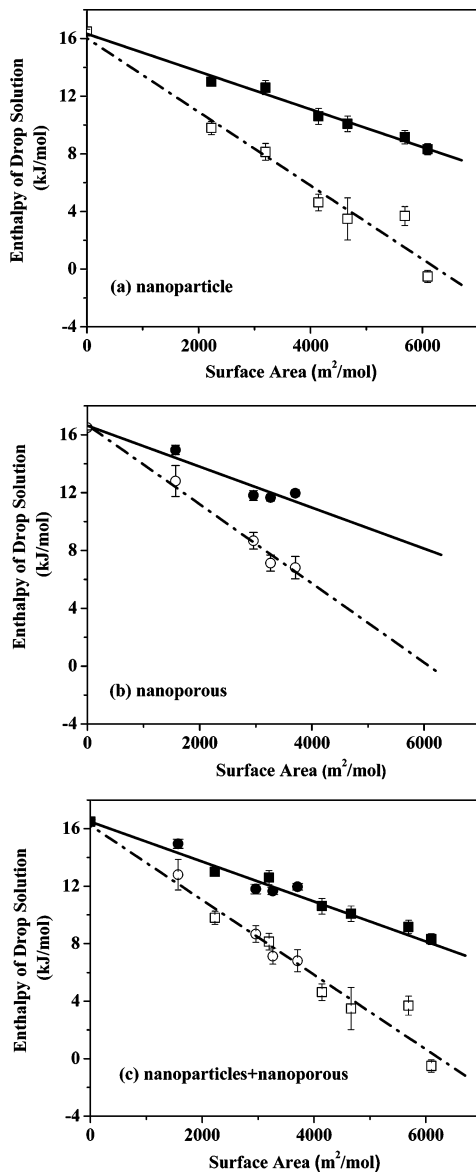 16
12
8
4
0
-4
Enthalpy of Drop Solution
(kJ/mol)
(a) nanoparticle
0 2000 4000 6000
Surface Area (m²/mol)
16
12
8
4
0
-4
Enthalpy of Drop Solution
(kJ/mol)
(b) nanoporous
0 2000 4000 6000
Surface Area (m²/mol)
16
12
8
4
0
-4
Enthalpy of Drop Solution
(kJ/mol)
(c) nanoparticles+nanoporous
0 2000 4000 6000
Surface Area (m²/mol)